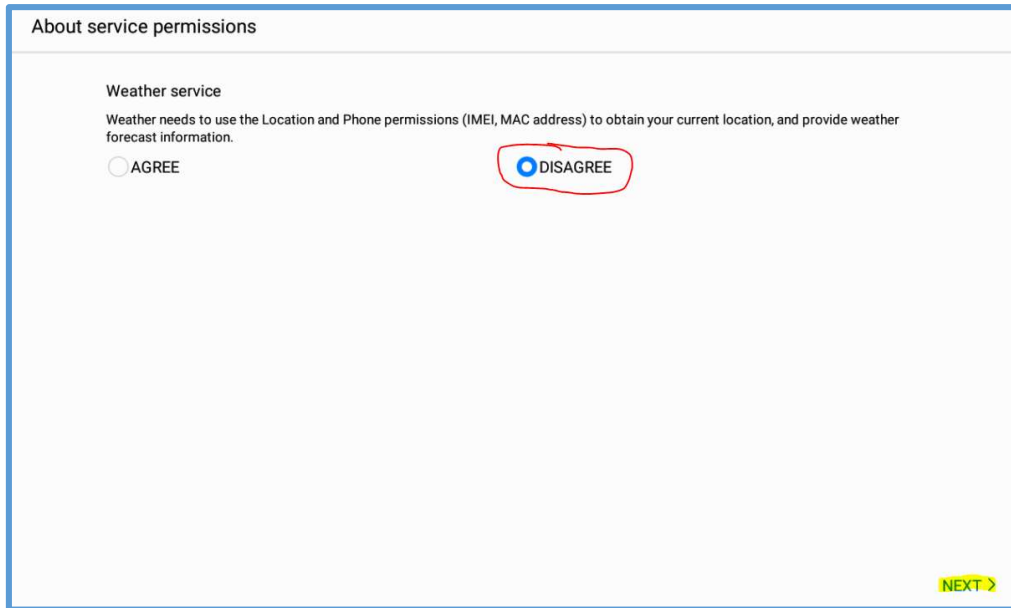 About service permissions
Weather service
Weather needs to use the Location and Phone permissions (IMEI, MAC address) to obtain your current location, and provide weather
forecast information.
AGREE
DISAGREE
NEXT >